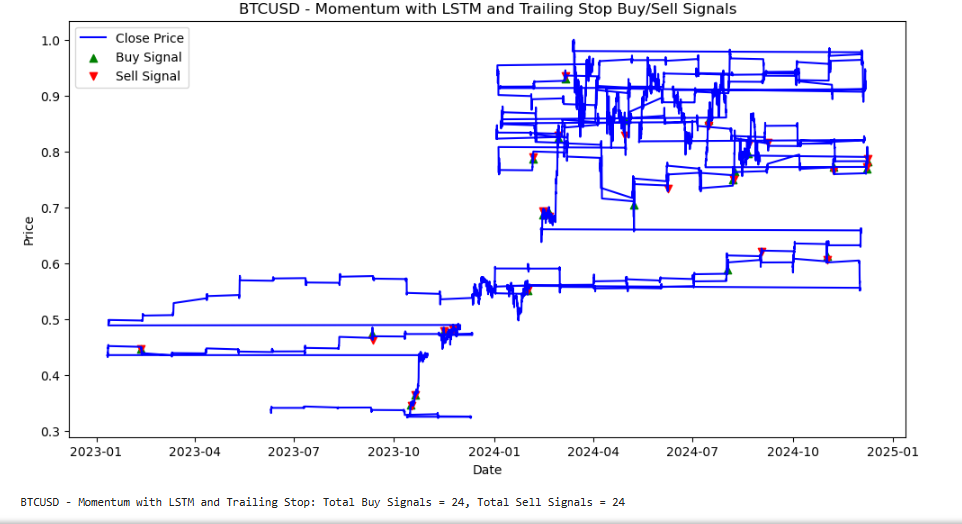 BTCUSD - Momentum with LSTM and Trailing Stop Buy/Sell Signals
Close Price
Buy Signal
Sell Signal
1.0
0.9
0.8
0.7
0.6
0.5
0.4
0.3
Price
2023-01 2023-04 2023-07 2023-10 2024-01 2024-04 2024-07 2024-10 2025-01
Date
BTCUSD - Momentum with LSTM and Trailing Stop: Total Buy Signals = 24, Total Sell Signals = 24